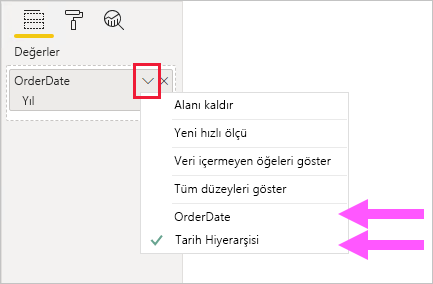 Değerler
OrderDate
Yıl
Alanı kaldır
Yeni hızlı ölçü
Veri içermeyen öğeleri göster
Tüm düzeyleri göster
OrderDate
Tarih Hiyerarşisi